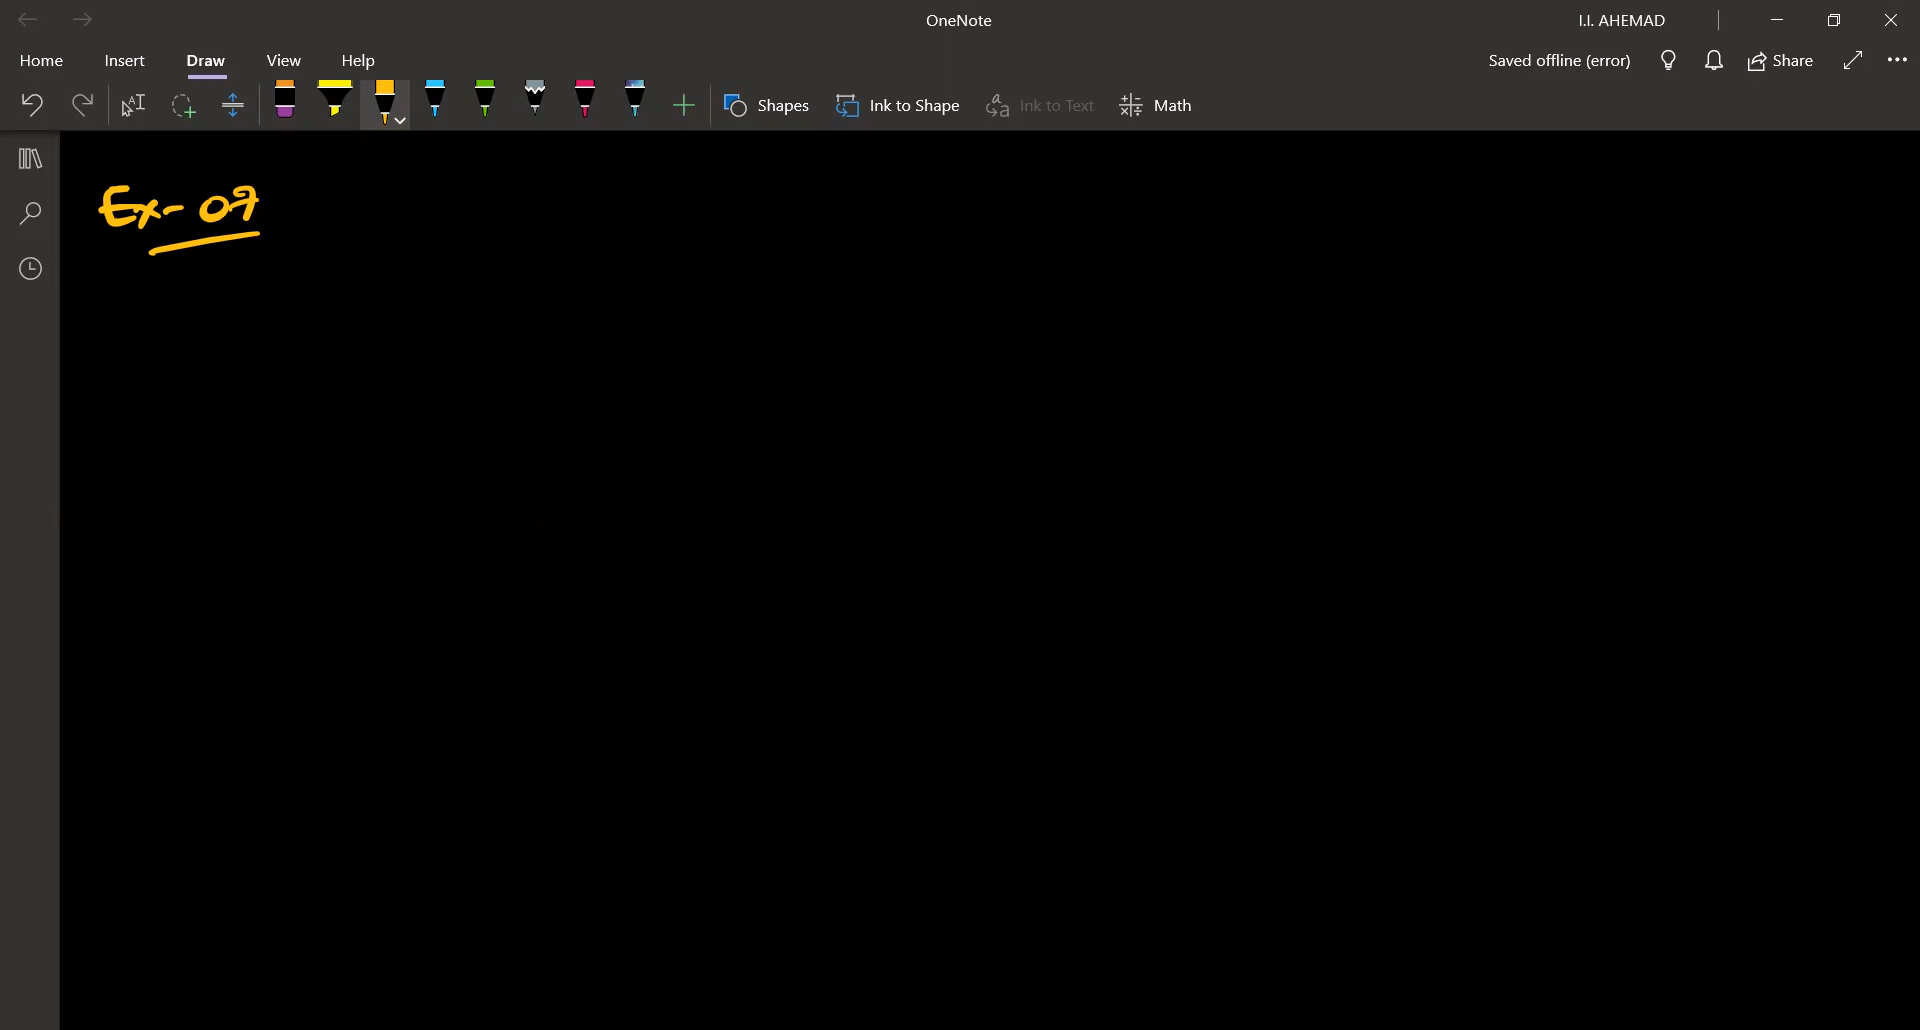 OneNote
I.I. AHEMAD
Home Insert Draw View Help
Saved offline (error) Share
Shapes Ink to Shape Ink to Text Math
Ex- 07